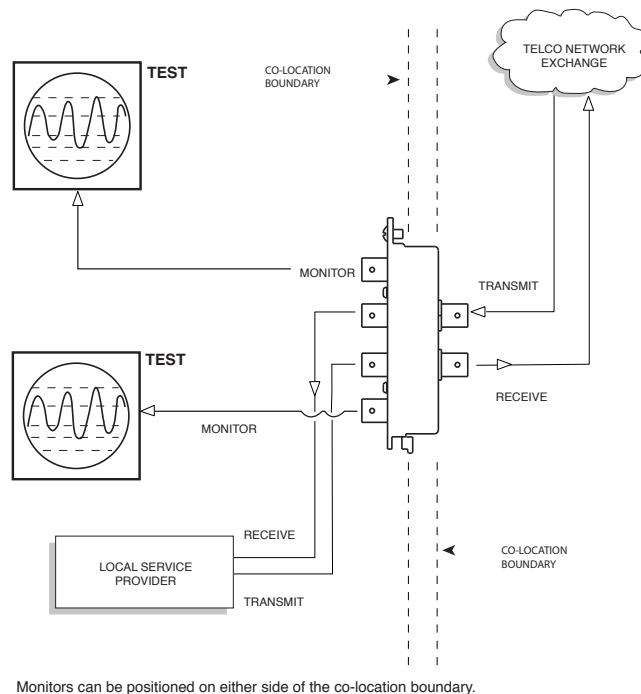 TELCO NETWORK
EXCHANGE
TEST
CO-LOCATION
BOUNDARY
MONITOR
TRANSMIT
TEST
RECEIVE
MONITOR
RECEIVE
LOCAL SERVICE
PROVIDER
CO-LOCATION
BOUNDARY
TRANSMIT
Monitors can be positioned on either side of the co-location boundary.